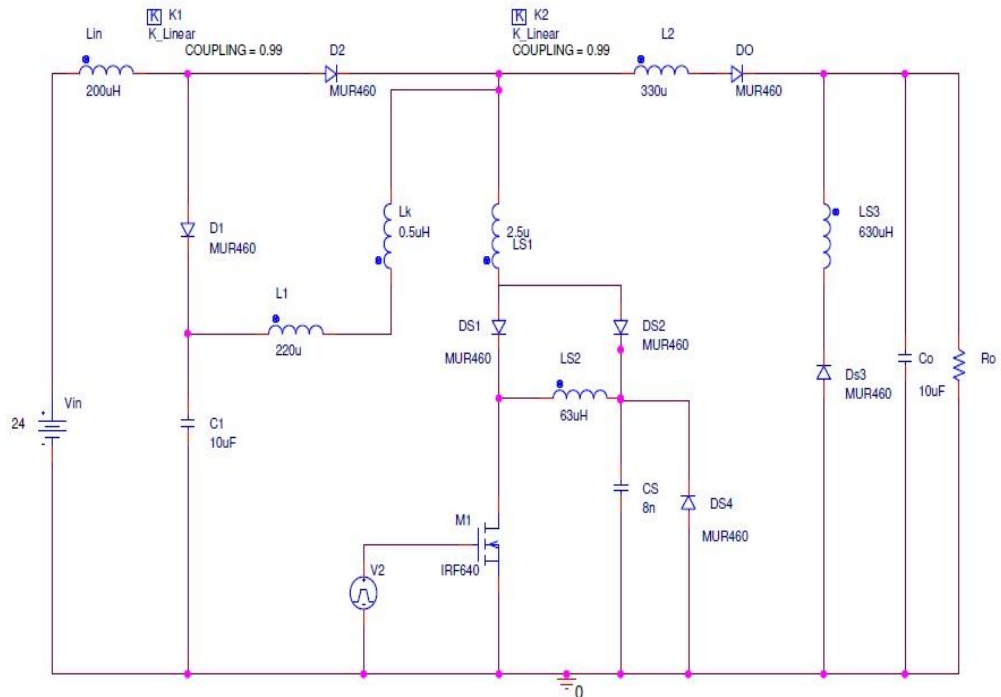 K K1
K_Linear
COUPLING = 0.99
K K2
K_Linear
COUPLING = 0.99
Lin
200uH
D2
MUR460
L2
330u
DO
MUR460
D1
MUR460
Lk
0.5uH
2.5u
LS1
LS3
630uH
L1
220u
DS1
MUR460
DS2
MUR460
LS2
63uH
Ds3
MUR460
Co
10uF
Ro
24
Vin
C1
10uF
CS
8n
DS4
MUR460
M1
IRF640
V2
0